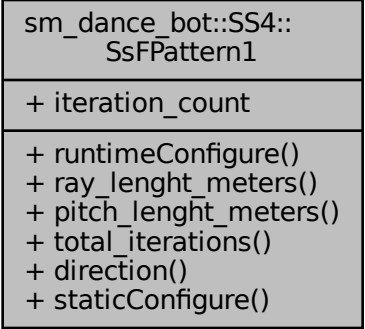 sm_dance_bot::SS4::
SsFPattern1
+ iteration_count
+ runtimeConfigure()
+ ray_lenght_meters()
+ pitch_lenght_meters()
+ total_iterations()
+ direction()
+ staticConfigure()